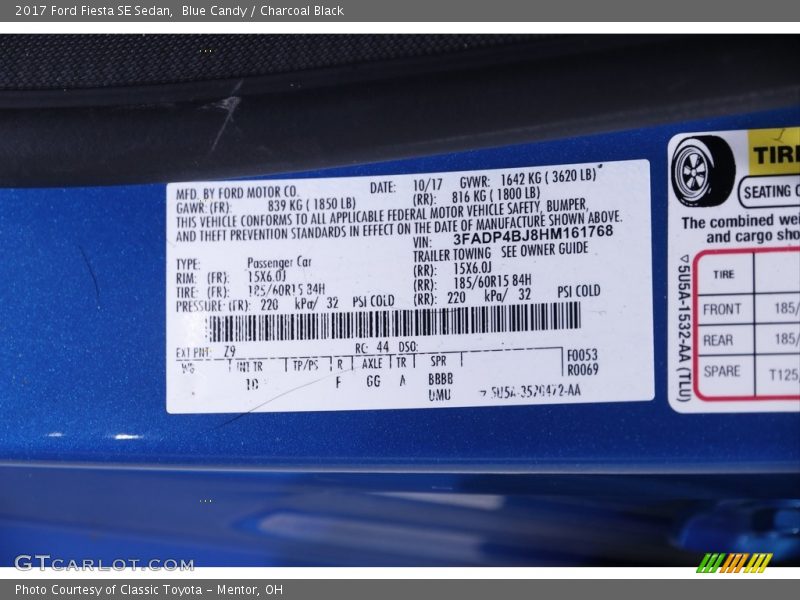 2017 Ford Fiesta SE Sedan, Blue Candy / Charcoal Black
MFD. BY FORD MOTOR CO. DATE: 10/17 GVWR: 1642 KG ( 3620 LB)
GAWR: (FR): 839 KG ( 1850 LB) (RR): 816 KG ( 1800 LB)
THIS VEHICLE CONFORMS TO ALL APPLICABLE FEDERAL MOTOR VEHICLE SAFETY, BUMPER,
AND THEFT PREVENTION STANDARDS IN EFFECT ON THE DATE OF MANUFACTURE SHOWN ABOVE.
VIN: 3FADP4BJ8HM161768
TRAILER TOWING SEE OWNER GUIDE
TYPE: Passenger Car
RIM: (FR): 15X6.0J (RR): 15X6.0J
TIRE: (FR): 185/60R15 84H (RR): 185/60R15 84H
PRESSURE (FR): 220 kPa/ 32 PSI COLD (RR): 220 kPa/ 32 PSI COLD
EXT PNT: Z9 RC: 44 DSO:
WB INT TR TP/PS R AXLE TR SPR F0053
R0069
F GG A BBBB
UMU
5U5A-3520472-AA
TIRE
SEATING
The combined
and cargo
TIRE
FRONT 185/
REAR 185/
SPARE T125
5U5A-1532-AA (TLU)
GTCARLOT.COM
Photo Courtesy of Classic Toyota - Mentor, OH